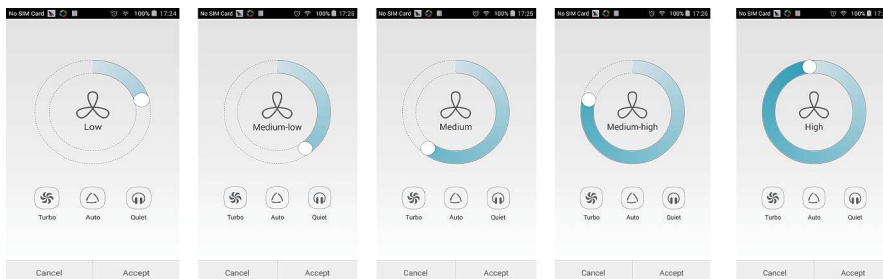 No SIM Card 100% 17:24
Low
Turbo Auto Quiet
Cancel Accept
No SIM Card 100% 17:25
Medium-low
Turbo Auto Quiet
Cancel Accept
No SIM Card 100% 17:25
Medium
Turbo Auto Quiet
Cancel Accept
No SIM Card 100% 17:26
Medium-high
Turbo Auto Quiet
Cancel Accept
No SIM Card 100%
High
Turbo Auto Quiet
Cancel Accept